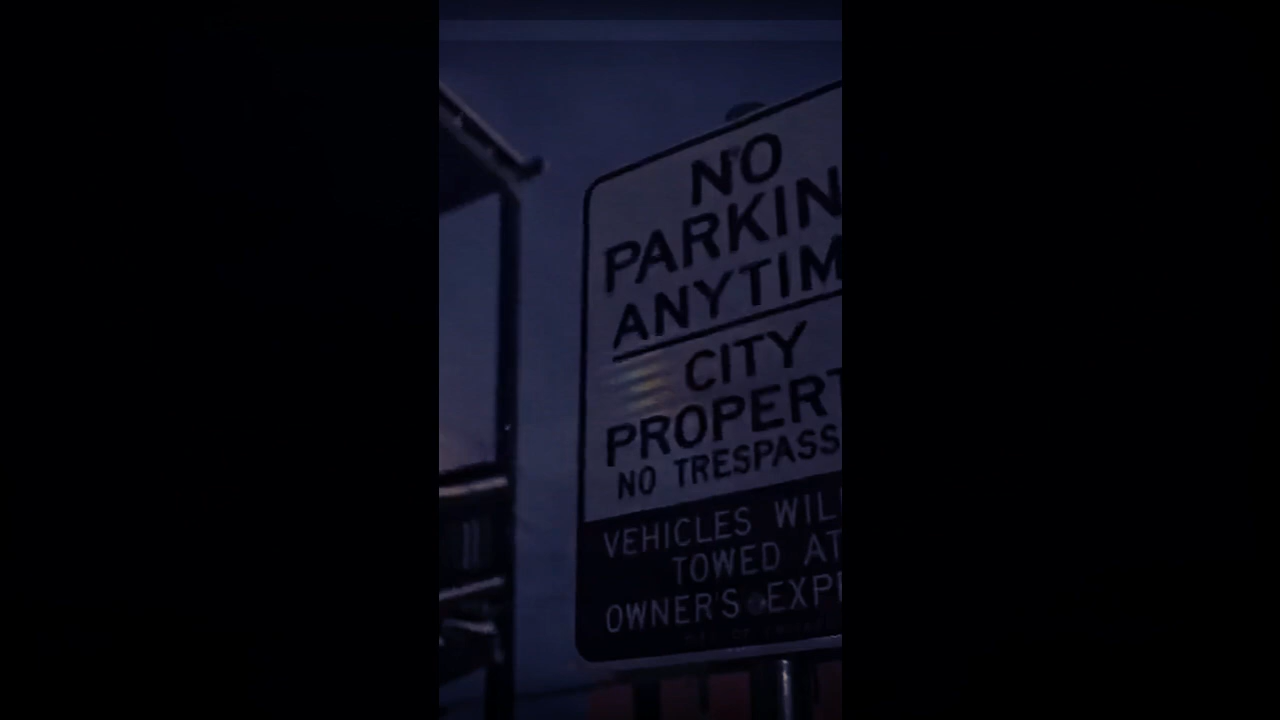 NO
PARKIN
ANYTIM
CITY
PROPERT
NO TRESPASS
VEHICLES WIL
TOWED AT
OWNER'S EXP